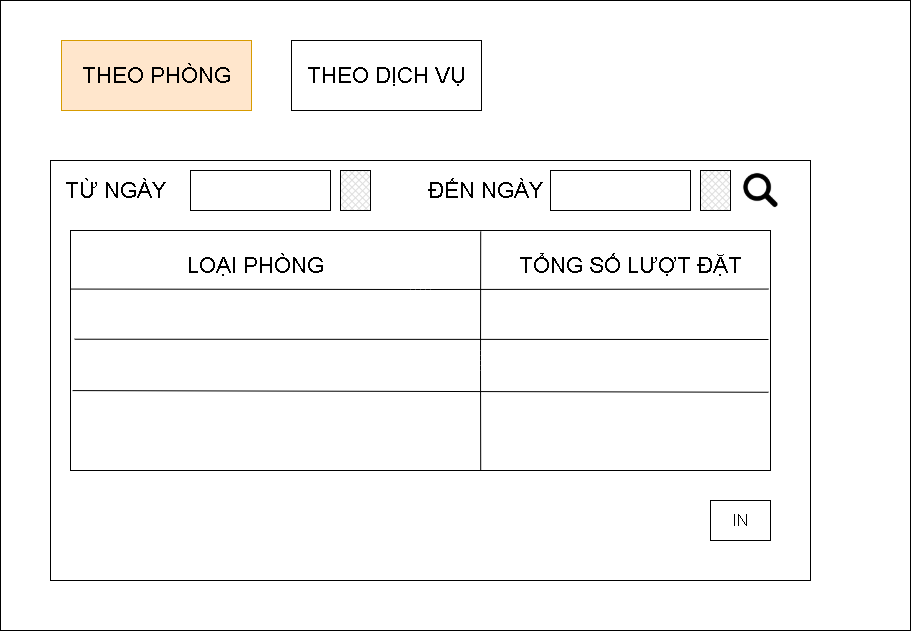 THEO PHÒNG
THEO DỊCH VỤ
TỪ NGÀY
ĐẾN NGÀY
LOẠI PHÒNG
TỔNG SỐ LƯỢT ĐẶT
IN